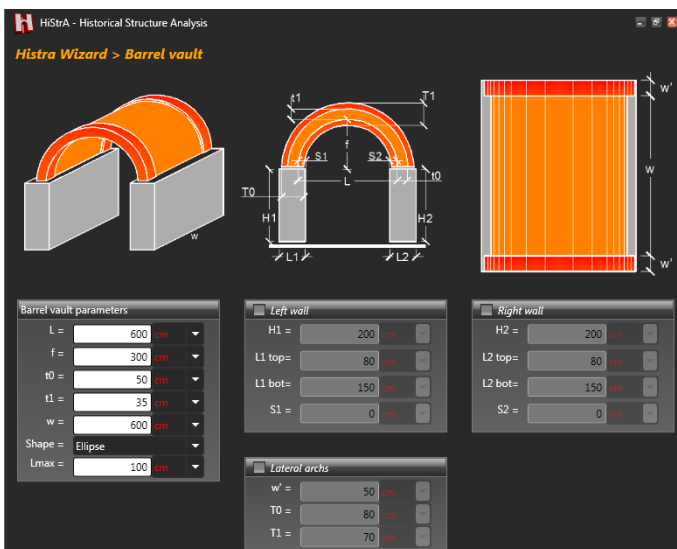 HiStrA - Historical Structure Analysis
Histra Wizard > Barrel vault
w
t1
T1
f
S1
S2
L
t0
T0
H1
H2
L1
L2
w'
w
w'
Barrel vault parameters
L = 600 cm
f = 300 cm
t0 = 50 cm
t1 = 35 cm
w = 600 cm
Shape = Ellipse
Lmax = 100 cm
Left wall
H1 = 200 cm
L1 top= 80 cm
L1 bot= 150 cm
S1 = 0 cm
Right wall
H2 = 200 cm
L2 top= 80 cm
L2 bot= 150 cm
S2 = 0 cm
Lateral archs
w' = 50 cm
T0 = 80 cm
T1 = 70 cm